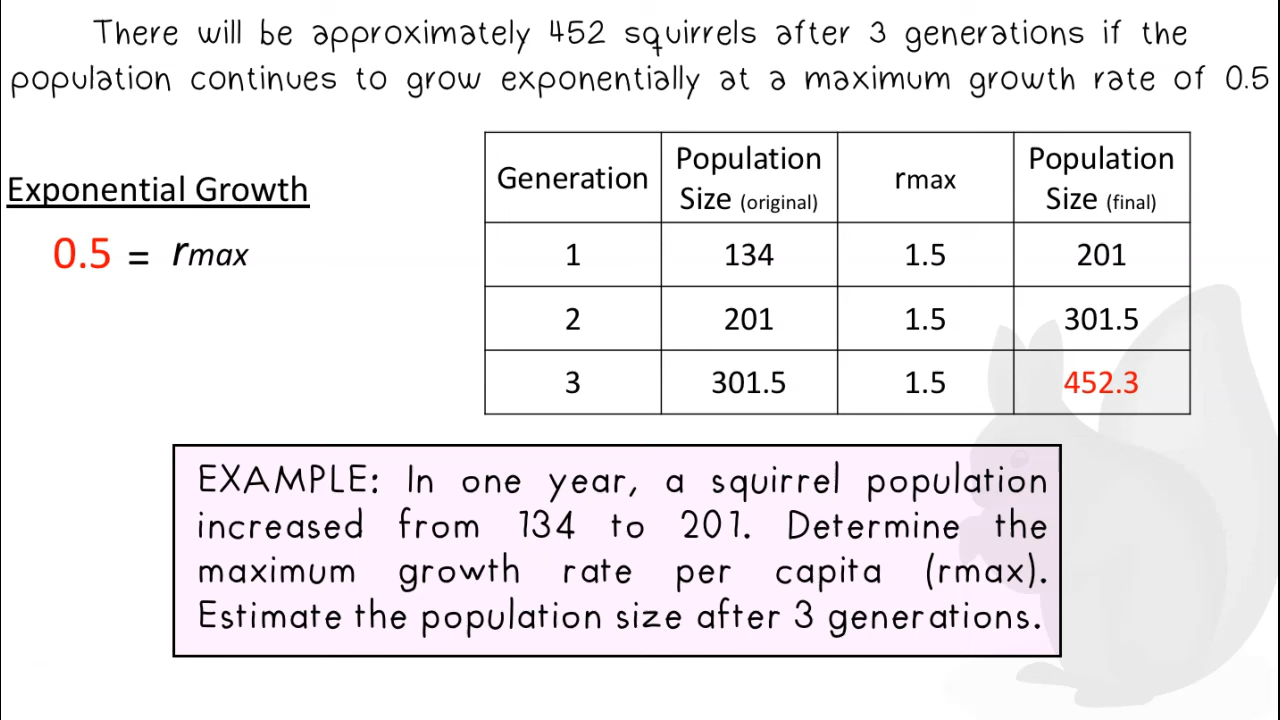 There will be approximately 452 squirrels after 3 generations if the
population continues to grow exponentially at a maximum growth rate of 0.5
Exponential Growth
0.5 = rmax
Generation Population Size (original) rmax Population Size (final)
1 134 1.5 201
2 201 1.5 301.5
3 301.5 1.5 452.3
EXAMPLE: In one year, a squirrel population
increased from 134 to 201. Determine the
maximum growth rate per capita (rmax).
Estimate the population size after 3 generations.